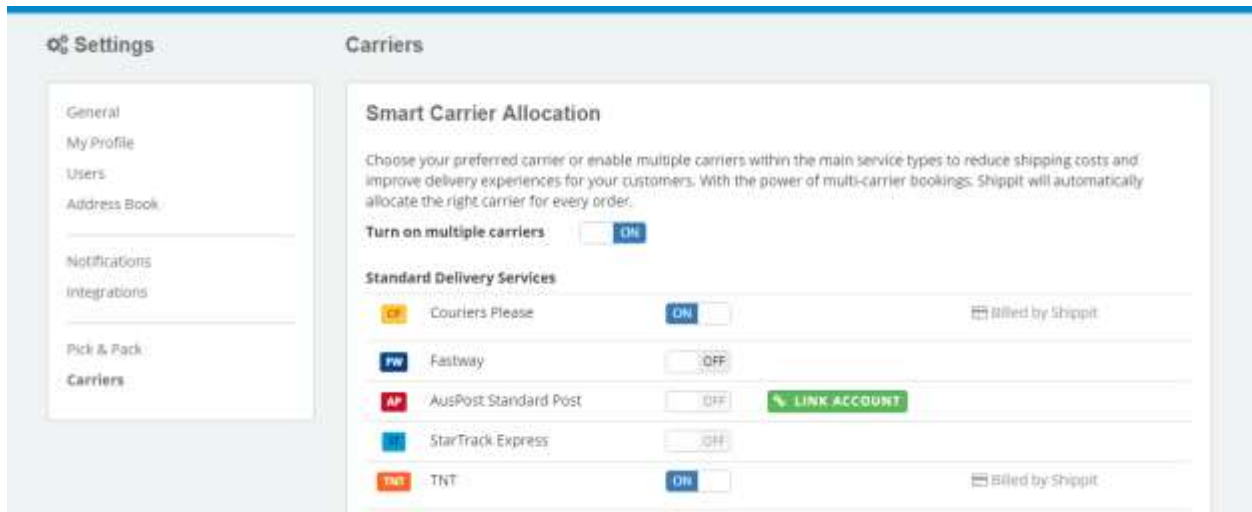 Settings
Carriers
General
My Profile
Users
Address Book
Notifications
Integrations
Pick & Pack
Carriers
Smart Carrier Allocation
Choose your preferred carrier or enable multiple carriers within the main service types to reduce shipping costs and
improve delivery experiences for your customers. With the power of multi-carrier bookings, Shippit will automatically
allocate the right carrier for every order.
Turn on multiple carriers ON
Standard Delivery Services
CP Couriers Please ON Billed by Shippit
FW Fastway OFF
AP AusPost Standard Post OFF LINK ACCOUNT
StarTrack Express OFF
TNT TNT ON Billed by Shippit